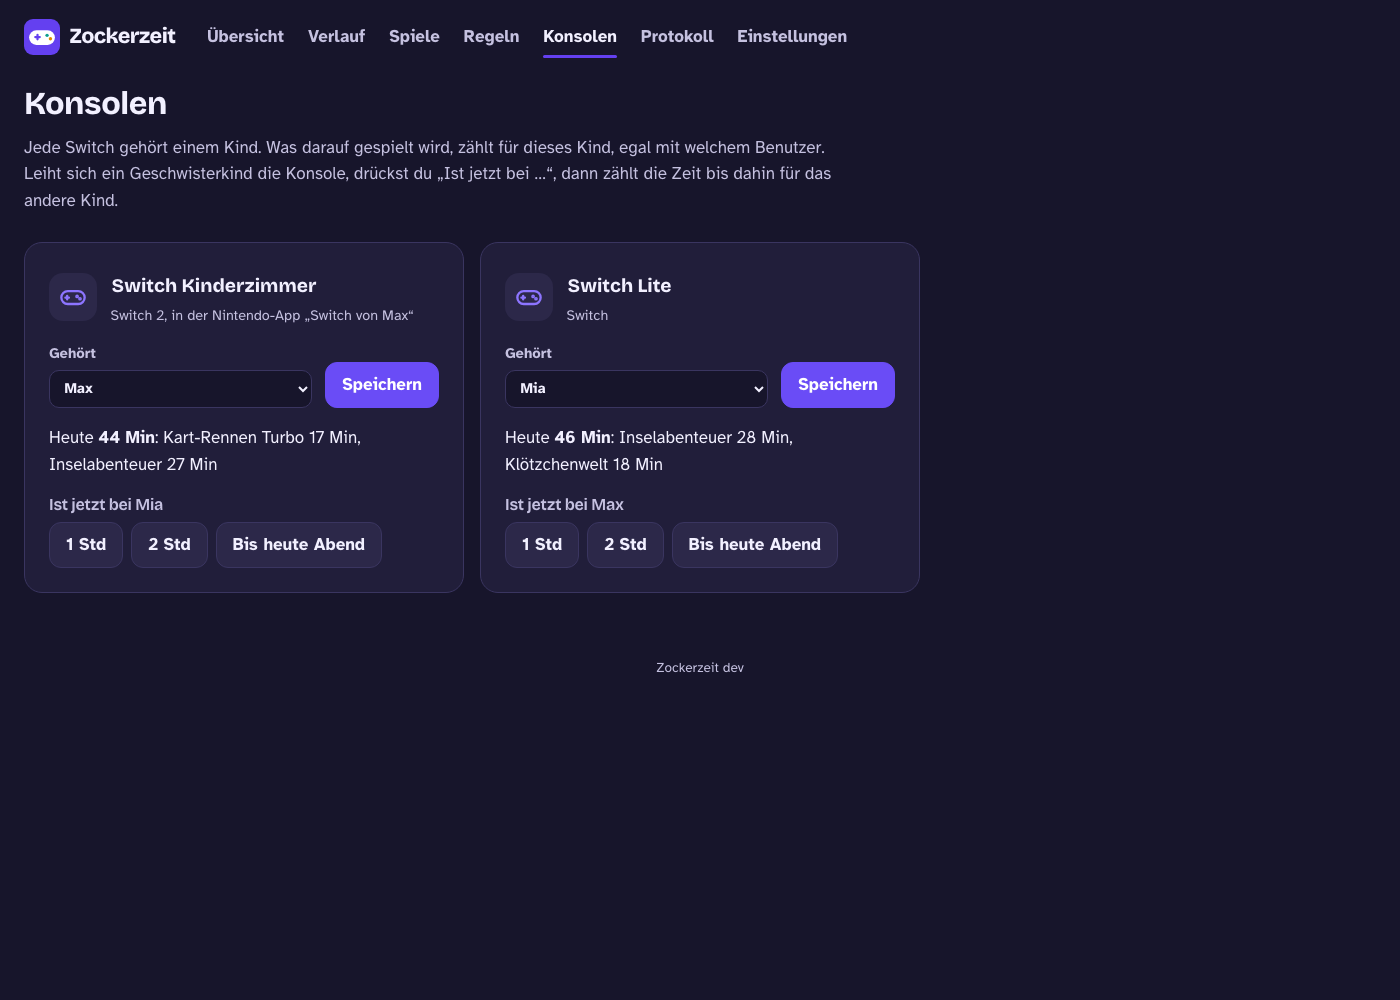 Zockerzeit Übersicht Verlauf Spiele Regeln Konsolen Protokoll Einstellungen
Konsolen
Jede Switch gehört einem Kind. Was darauf gespielt wird, zählt für dieses Kind, egal mit welchem Benutzer.
Leiht sich ein Geschwisterkind die Konsole, drückst du „Ist jetzt bei …“, dann zählt die Zeit bis dahin für das
andere Kind.
Switch Kinderzimmer
Switch 2, in der Nintendo-App „Switch von Max“
Gehört
Max Speichern
Heute 44 Min: Kart-Rennen Turbo 17 Min,
Inselabenteuer 27 Min
Ist jetzt bei Mia
1 Std 2 Std Bis heute Abend
Switch Lite
Switch
Gehört
Mia Speichern
Heute 46 Min: Inselabenteuer 28 Min,
Klötzchenwelt 18 Min
Ist jetzt bei Max
1 Std 2 Std Bis heute Abend
Zockerzeit dev